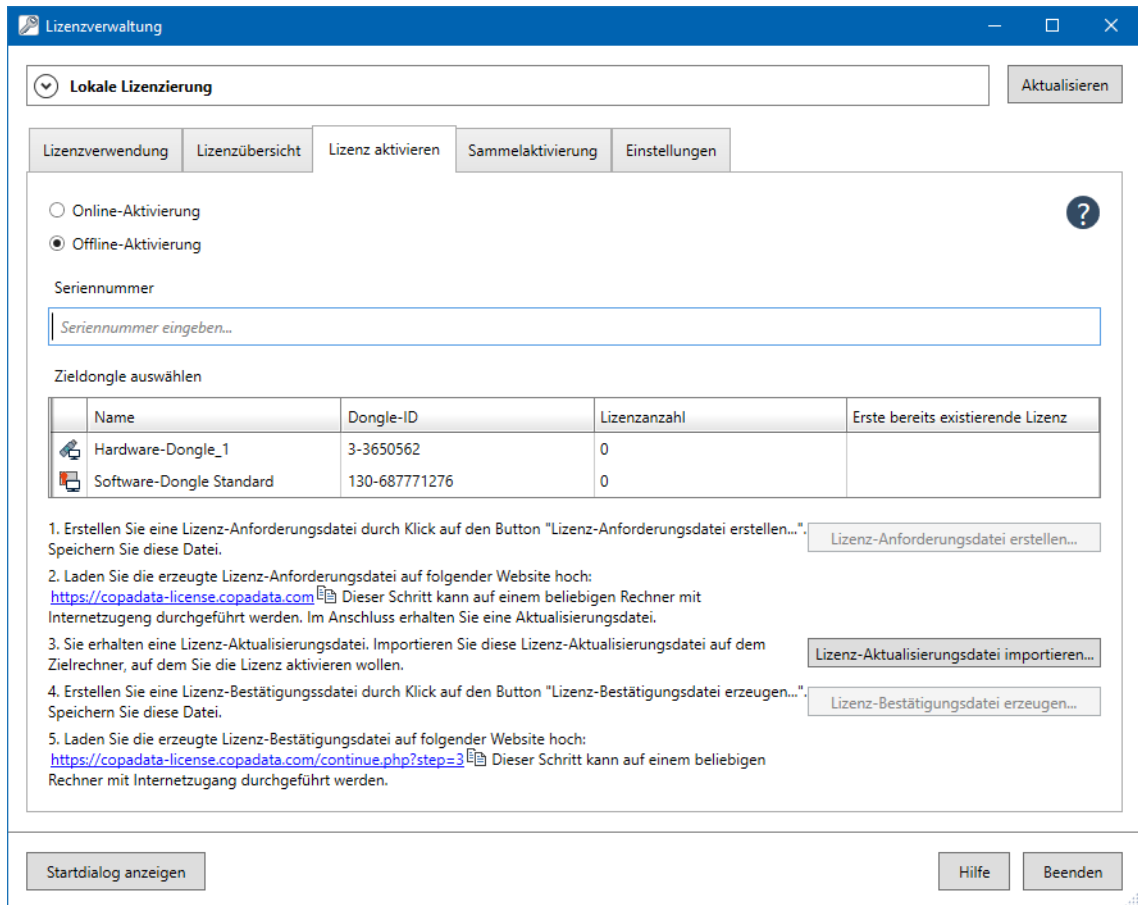 Lizenzverwaltung
Lokale Lizenzierung
Aktualisieren
Lizenzverwendung
Lizenzübersicht
Lizenz aktivieren
Sammelaktivierung
Einstellungen
Online-Aktivierung
?
Offline-Aktivierung
Seriennummer
Seriennummer eingeben...
Zieldongle auswählen
Name Dongle-ID Lizenzanzahl Erste bereits existierende Lizenz
Hardware-Dongle_1 3-3650562 0
Software-Dongle Standard 130-687771276 0
1. Erstellen Sie eine Lizenz-Anforderungsdatei durch Klick auf den Button "Lizenz-Anforderungsdatei erstellen...".
Speichern Sie diese Datei.
Lizenz-Anforderungsdatei erstellen...
2. Laden Sie die erzeugte Lizenz-Anforderungsdatei auf folgender Website hoch:
https://copadata-license.copadata.com Dieser Schritt kann auf einem beliebigen Rechner mit
Internetzugeng durchgeführt werden. Im Anschluss erhalten Sie eine Aktualisierungsdatei.
3. Sie erhalten eine Lizenz-Aktualisierungsdatei. Importieren Sie diese Lizenz-Aktualisierungsdatei auf dem
Zielrechner, auf dem Sie die Lizenz aktivieren wollen.
Lizenz-Aktualisierungsdatei importieren...
4. Erstellen Sie eine Lizenz-Bestätigungssdatei durch Klick auf den Button "Lizenz-Bestätigungsdatei erzeugen...".
Speichern Sie diese Datei.
Lizenz-Bestätigungsdatei erzeugen...
5. Laden Sie die erzeugte Lizenz-Bestätigungsdatei auf folgender Website hoch:
https://copadata-license.copadata.com/continue.php?step=3 Dieser Schritt kann auf einem beliebigen
Rechner mit Internetzugang durchgeführt werden.
Startdialog anzeigen
Hilfe
Beenden